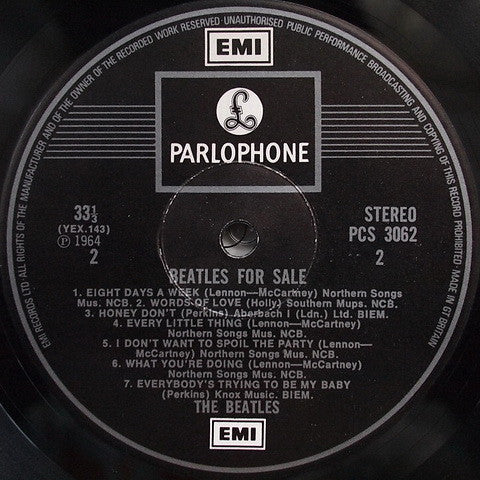 EMI RECORDS LTD ALL RIGHTS OF THE MANUFACTURER AND OF THE OWNER OF THE RECORDED WORK RESERVED·UNAUTHORISED PUBLIC PERFORMANCE BROADCASTING AND COPYING OF THIS RECORD PROHIBITED MADE IN GT BRITAIN
EMI
£
PARLOPHONE
33⅓
(YEX.143)
℗ 1964
2
STEREO
PCS 3062
2
BEATLES FOR SALE
1. EIGHT DAYS A WEEK (Lennon—McCartney) Northern Songs
Mus. NCB. 2. WORDS OF LOVE (Holly) Southern Mups. NCB.
3. HONEY DON'T (Perkins) Aberbach I (Ldn.) Ltd. BIEM.
4. EVERY LITTLE THING (Lennon—McCartney)
Northern Songs Mus. NCB.
5. I DON'T WANT TO SPOIL THE PARTY (Lennon—
McCartney) Northern Songs Mus. NCB.
6. WHAT YOU'RE DOING (Lennon—McCartney)
Northern Songs Mus. NCB.
7. EVERYBODY'S TRYING TO BE MY BABY
(Perkins) Knox Music. BIEM.
THE BEATLES
EMI